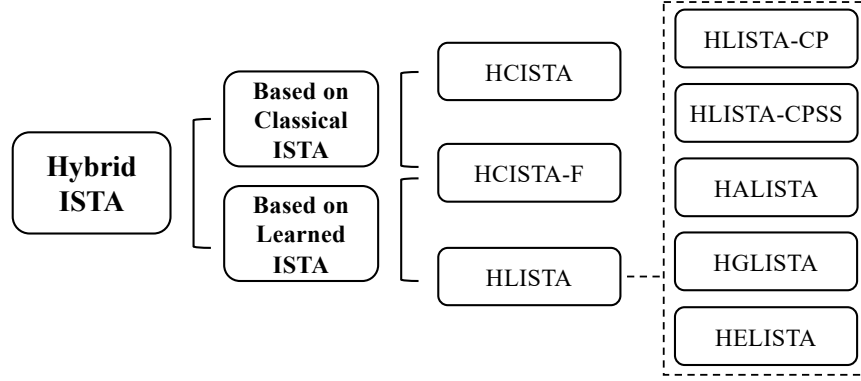 Hybrid
ISTA
Based on
Classical
ISTA
Based on
Learned
ISTA
HCISTA
HCISTA-F
HLISTA
HLISTA-CP
HLISTA-CPSS
HALISTA
HGLISTA
HELISTA